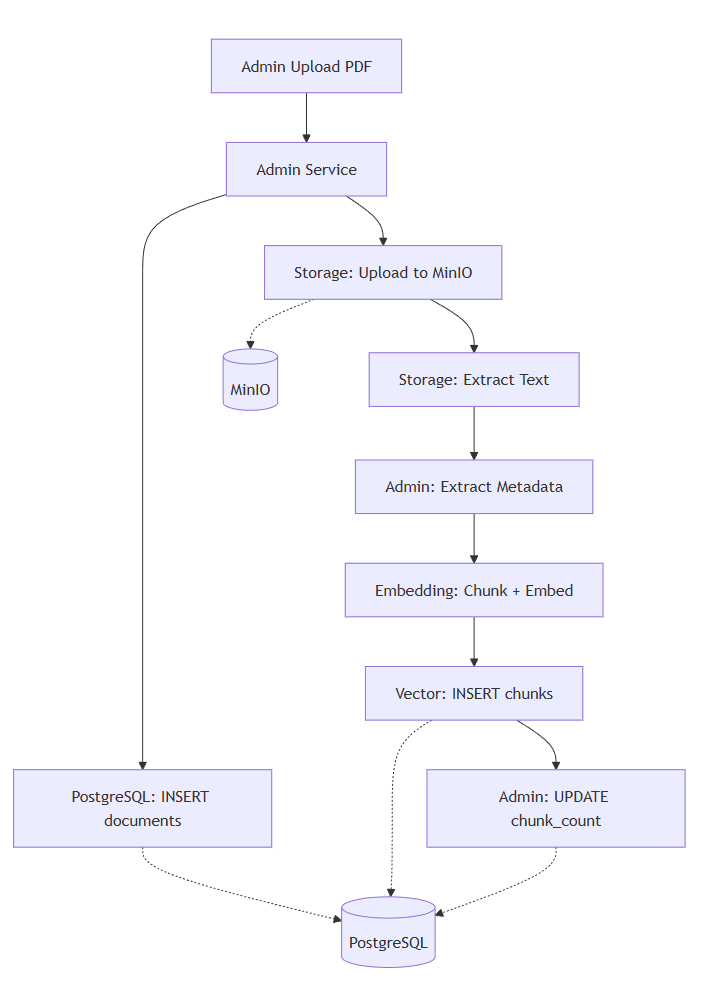 Admin Upload PDF
Admin Service
Storage: Upload to MinIO
MinIO
Storage: Extract Text
Admin: Extract Metadata
Embedding: Chunk + Embed
Vector: INSERT chunks
PostgreSQL: INSERT
documents
Admin: UPDATE
chunk_count
PostgreSQL